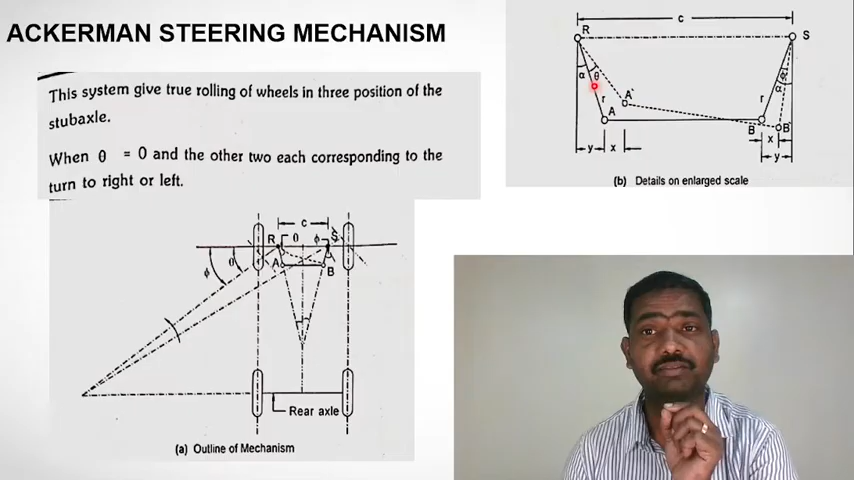 ACKERMAN STEERING MECHANISM
This system give true rolling of wheels in three position of the
stubaxle.
When θ = 0 and the other two each corresponding to the
turn to right or left.
c
R S
α θ
φ
α
r r
A'
A
B B'
y x
x
y
(b) Details on enlarged scale
c
R θ φ S
A
B
φ θ
Rear axle
(a) Outline of Mechanism